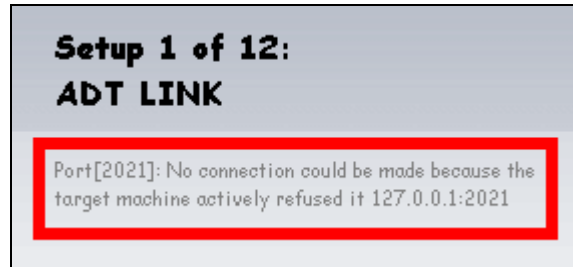 Setup 1 of 12:
ADT LINK
Port[2021]: No connection could be made because the
target machine actively refused it 127.0.0.1:2021